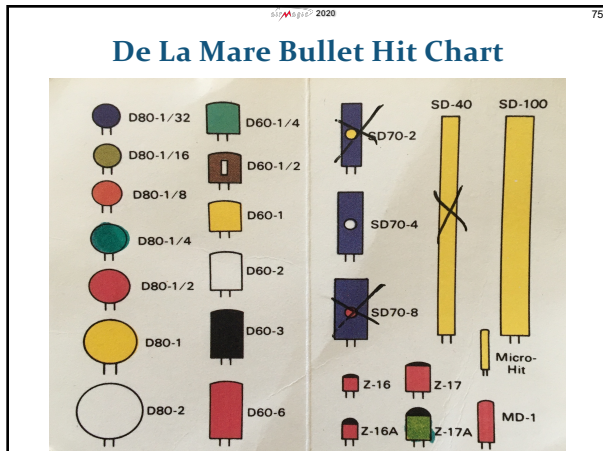 airMagic 2020
75
De La Mare Bullet Hit Chart
D80-1/32
D80-1/16
D80-1/8
D80-1/4
D80-1/2
D80-1
D80-2
D60-1/4
D60-1/2
D60-1
D60-2
D60-3
D60-6
SD70-2
SD70-4
SD70-8
SD-40
SD-100
Z-16
Z-17
Z-16A
Z-17A
Micro-
Hit
MD-1